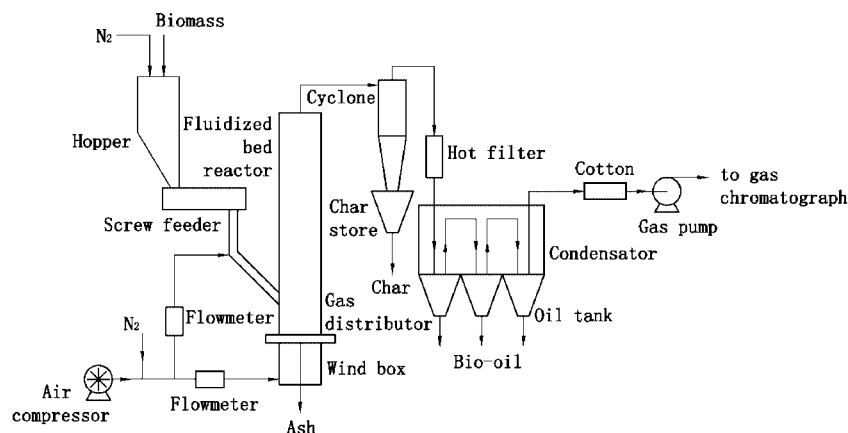 Biomass
N2
Hopper
Fluidized
bed
reactor
Screw feeder
Cyclone
Hot filter
Char
store
Char
Cotton
to gas
chromatograph
Gas pump
Condensator
Oil tank
Bio-oil
Gas
distributor
Flowmeter
N2
Wind box
Air
compressor
Flowmeter
Ash